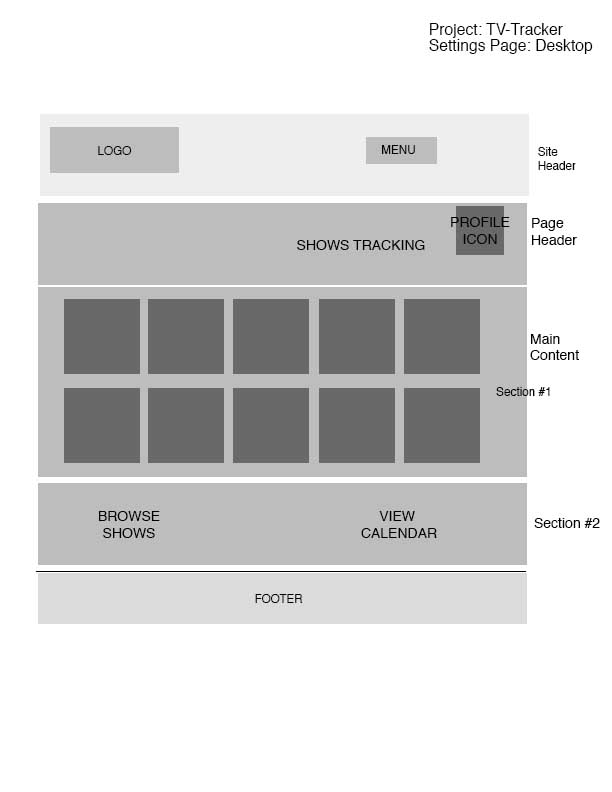 Project: TV-Tracker
Settings Page: Desktop
LOGO
MENU
Site
Header
PROFILE
ICON
SHOWS TRACKING
Page
Header
Main
Content
Section #1
BROWSE
SHOWS
VIEW
CALENDAR
Section #2
FOOTER